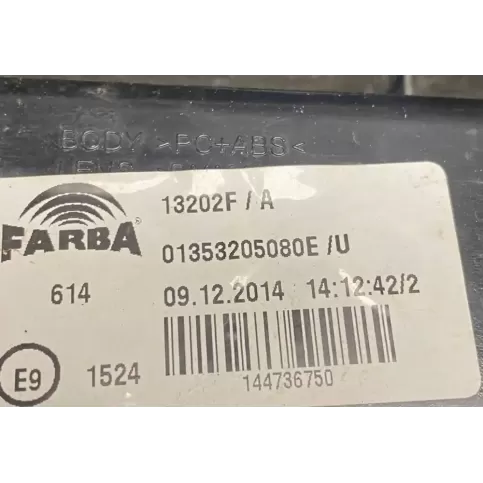 BODY >PC+ABS<
FARBA
13202F / A
01353205080E /U
614
09.12.2014 14:12:42/2
E9
1524
144736750